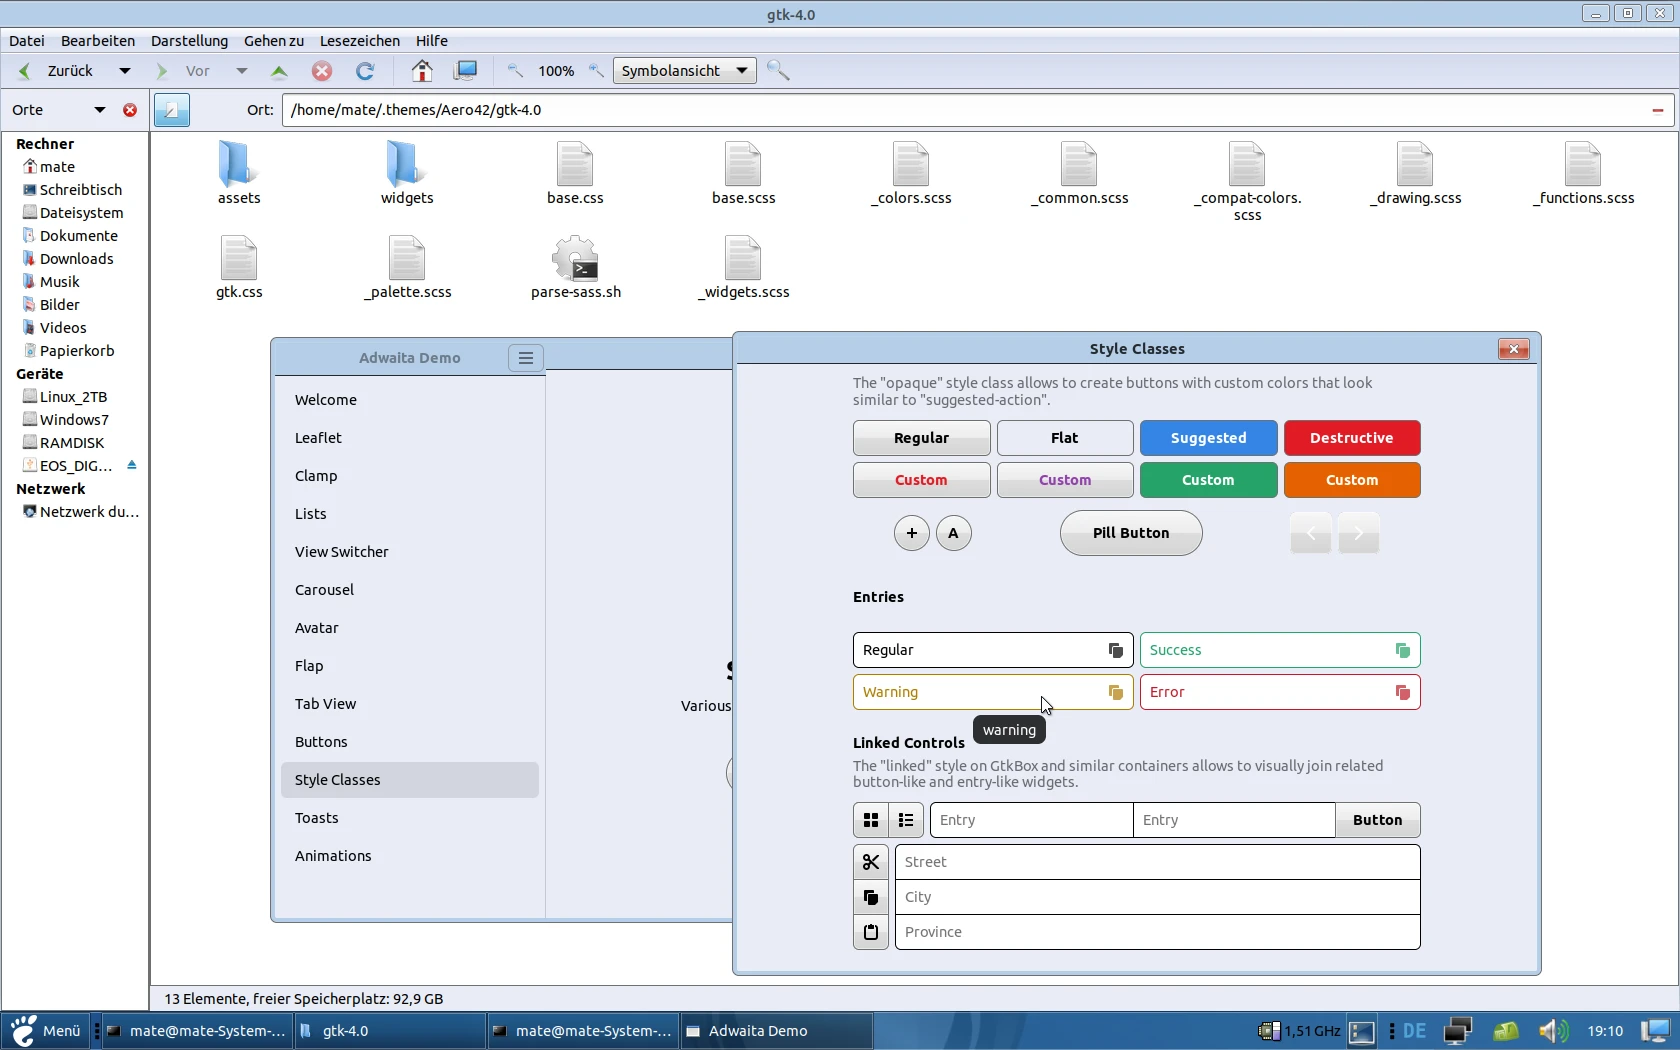 gtk-4.0
Datei Bearbeiten Darstellung Gehen zu Lesezeichen Hilfe
Zurück Vor 100% Symbolansicht
Orte Ort: /home/mate/.themes/Aero42/gtk-4.0
Rechner
mate
Schreibtisch
Dateisystem
Dokumente
Downloads
Musik
Bilder
Videos
Papierkorb
Geräte
Linux_2TB
Windows7
RAMDISK
EOS_DIG...
Netzwerk
Netzwerk du...
assets widgets base.css base.scss _colors.scss _common.scss _compat-colors.scss _drawing.scss _functions.scss
gtk.css _palette.scss parse-sass.sh _widgets.scss
Adwaita Demo
Welcome
Leaflet
Clamp
Lists
View Switcher
Carousel
Avatar
Flap
Tab View
Buttons
Style Classes
Toasts
Animations
Various
Style Classes
The "opaque" style class allows to create buttons with custom colors that look
similar to "suggested-action".
Regular Flat Suggested Destructive
Custom Custom Custom Custom
+ A Pill Button
Entries
Regular Success
Warning Error
warning
Linked Controls
The "linked" style on GtkBox and similar containers allows to visually join related
button-like and entry-like widgets.
Entry Entry Button
Street
City
Province
13 Elemente, freier Speicherplatz: 92,9 GB
Menü mate@mate-System-... gtk-4.0 mate@mate-System-... Adwaita Demo 1,51 GHz DE 19:10